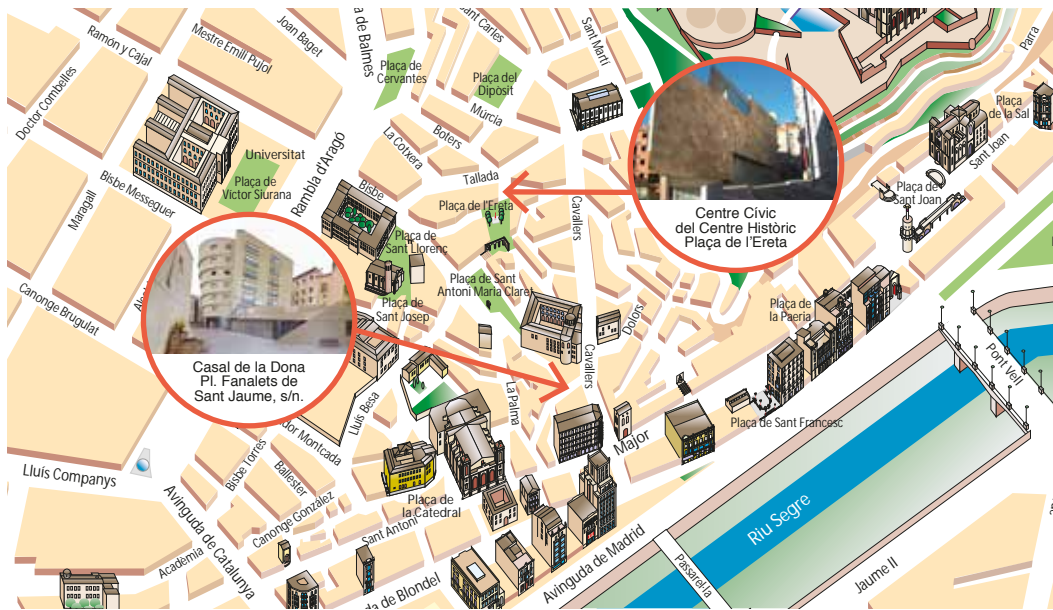 Ramón y Cajal
Mestre Emili Pujol
Joan Baget
a de Balmes
Sant Carles
Sant Martí
Doctor Combelles
Plaça de
Cervantes
Plaça del
Dipòsit
Múrcia
Boters
La Cotxera
Tallada
Parra
Plaça
de la Sal
Sant Joan
Plaça de
Sant Joan
Universitat
Plaça de
Víctor Siurana
Rambla d'Aragó
Bisbe
Maragall
Bisbe Messeguer
Plaça de l'Ereta
Cavallers
Centre Cívic
del Centre Històric
Plaça de l'Ereta
Plaça de
Sant Llorenç
Plaça de Sant
Antoni Maria Claret
Plaça de
Sant Josep
Canonge Brugulat
Plaça de
la Paeria
Dolors
Pont Vell
Casal de la Dona
Pl. Fanalets de
Sant Jaume, s/n.
Cavallers
La Palma
Lluís Besa
dor Montcada
Major
Plaça de Sant Francesc
Lluís Companys
Bisbe Torres
Ballester
Canonge González
Plaça de
la Catedral
Sant Antoni
Avinguda de Catalunya
Acadèmia
da de Blondel
Avinguda de Madrid
Riu Segre
Passarel·la
Jaume II